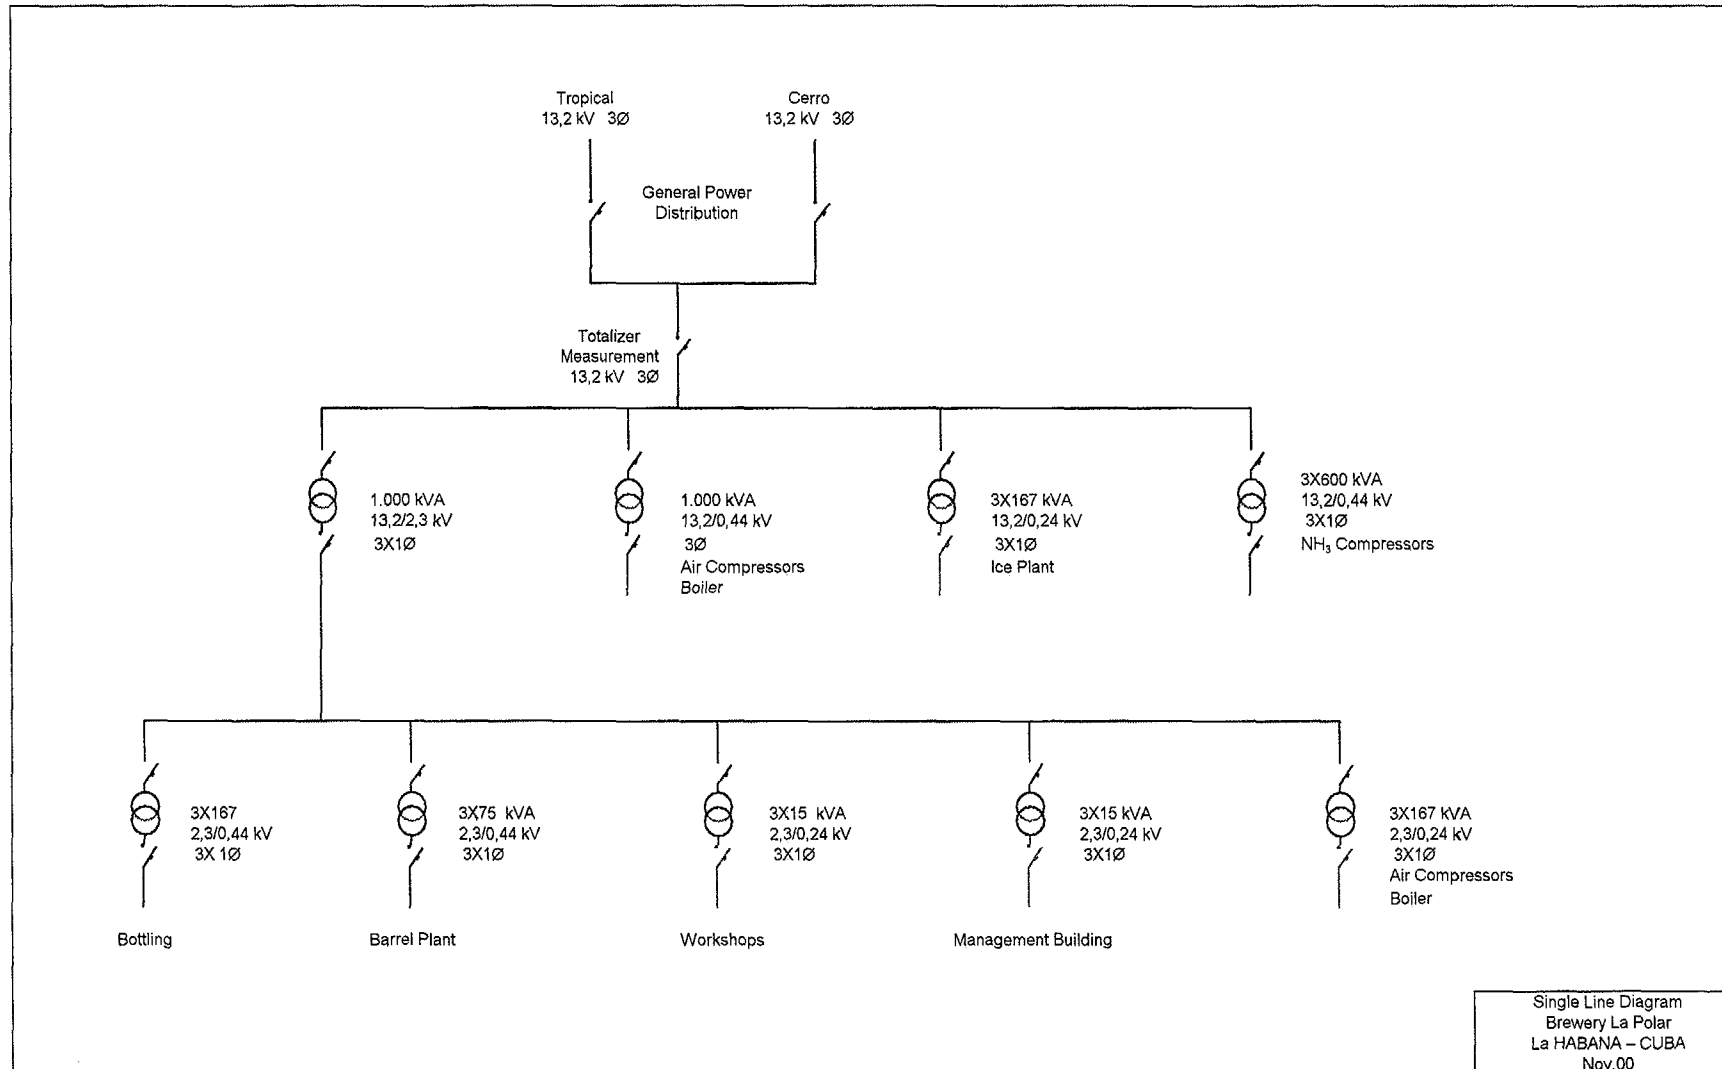 Tropical
13,2 kV 3Ø
Cerro
13,2 kV 3Ø
General Power
Distribution
Totalizer
Measurement
13,2 kV 3Ø
1.000 kVA
13,2/2,3 kV
3X1Ø
1.000 kVA
13,2/0,44 kV
3Ø
Air Compressors
Boiler
3X167 kVA
13,2/0,24 kV
3X1Ø
Ice Plant
3X600 kVA
13,2/0,44 kV
3X1Ø
NH₃ Compressors
3X167
2,3/0,44 kV
3X 1Ø
Bottling
3X75 kVA
2,3/0,44 kV
3X1Ø
Barrel Plant
3X15 kVA
2,3/0,24 kV
3X1Ø
Workshops
3X15 kVA
2,3/0,24 kV
3X1Ø
Management Building
3X167 kVA
2,3/0,24 kV
3X1Ø
Air Compressors
Boiler
Single Line Diagram
Brewery La Polar
La HABANA – CUBA
Nov.00